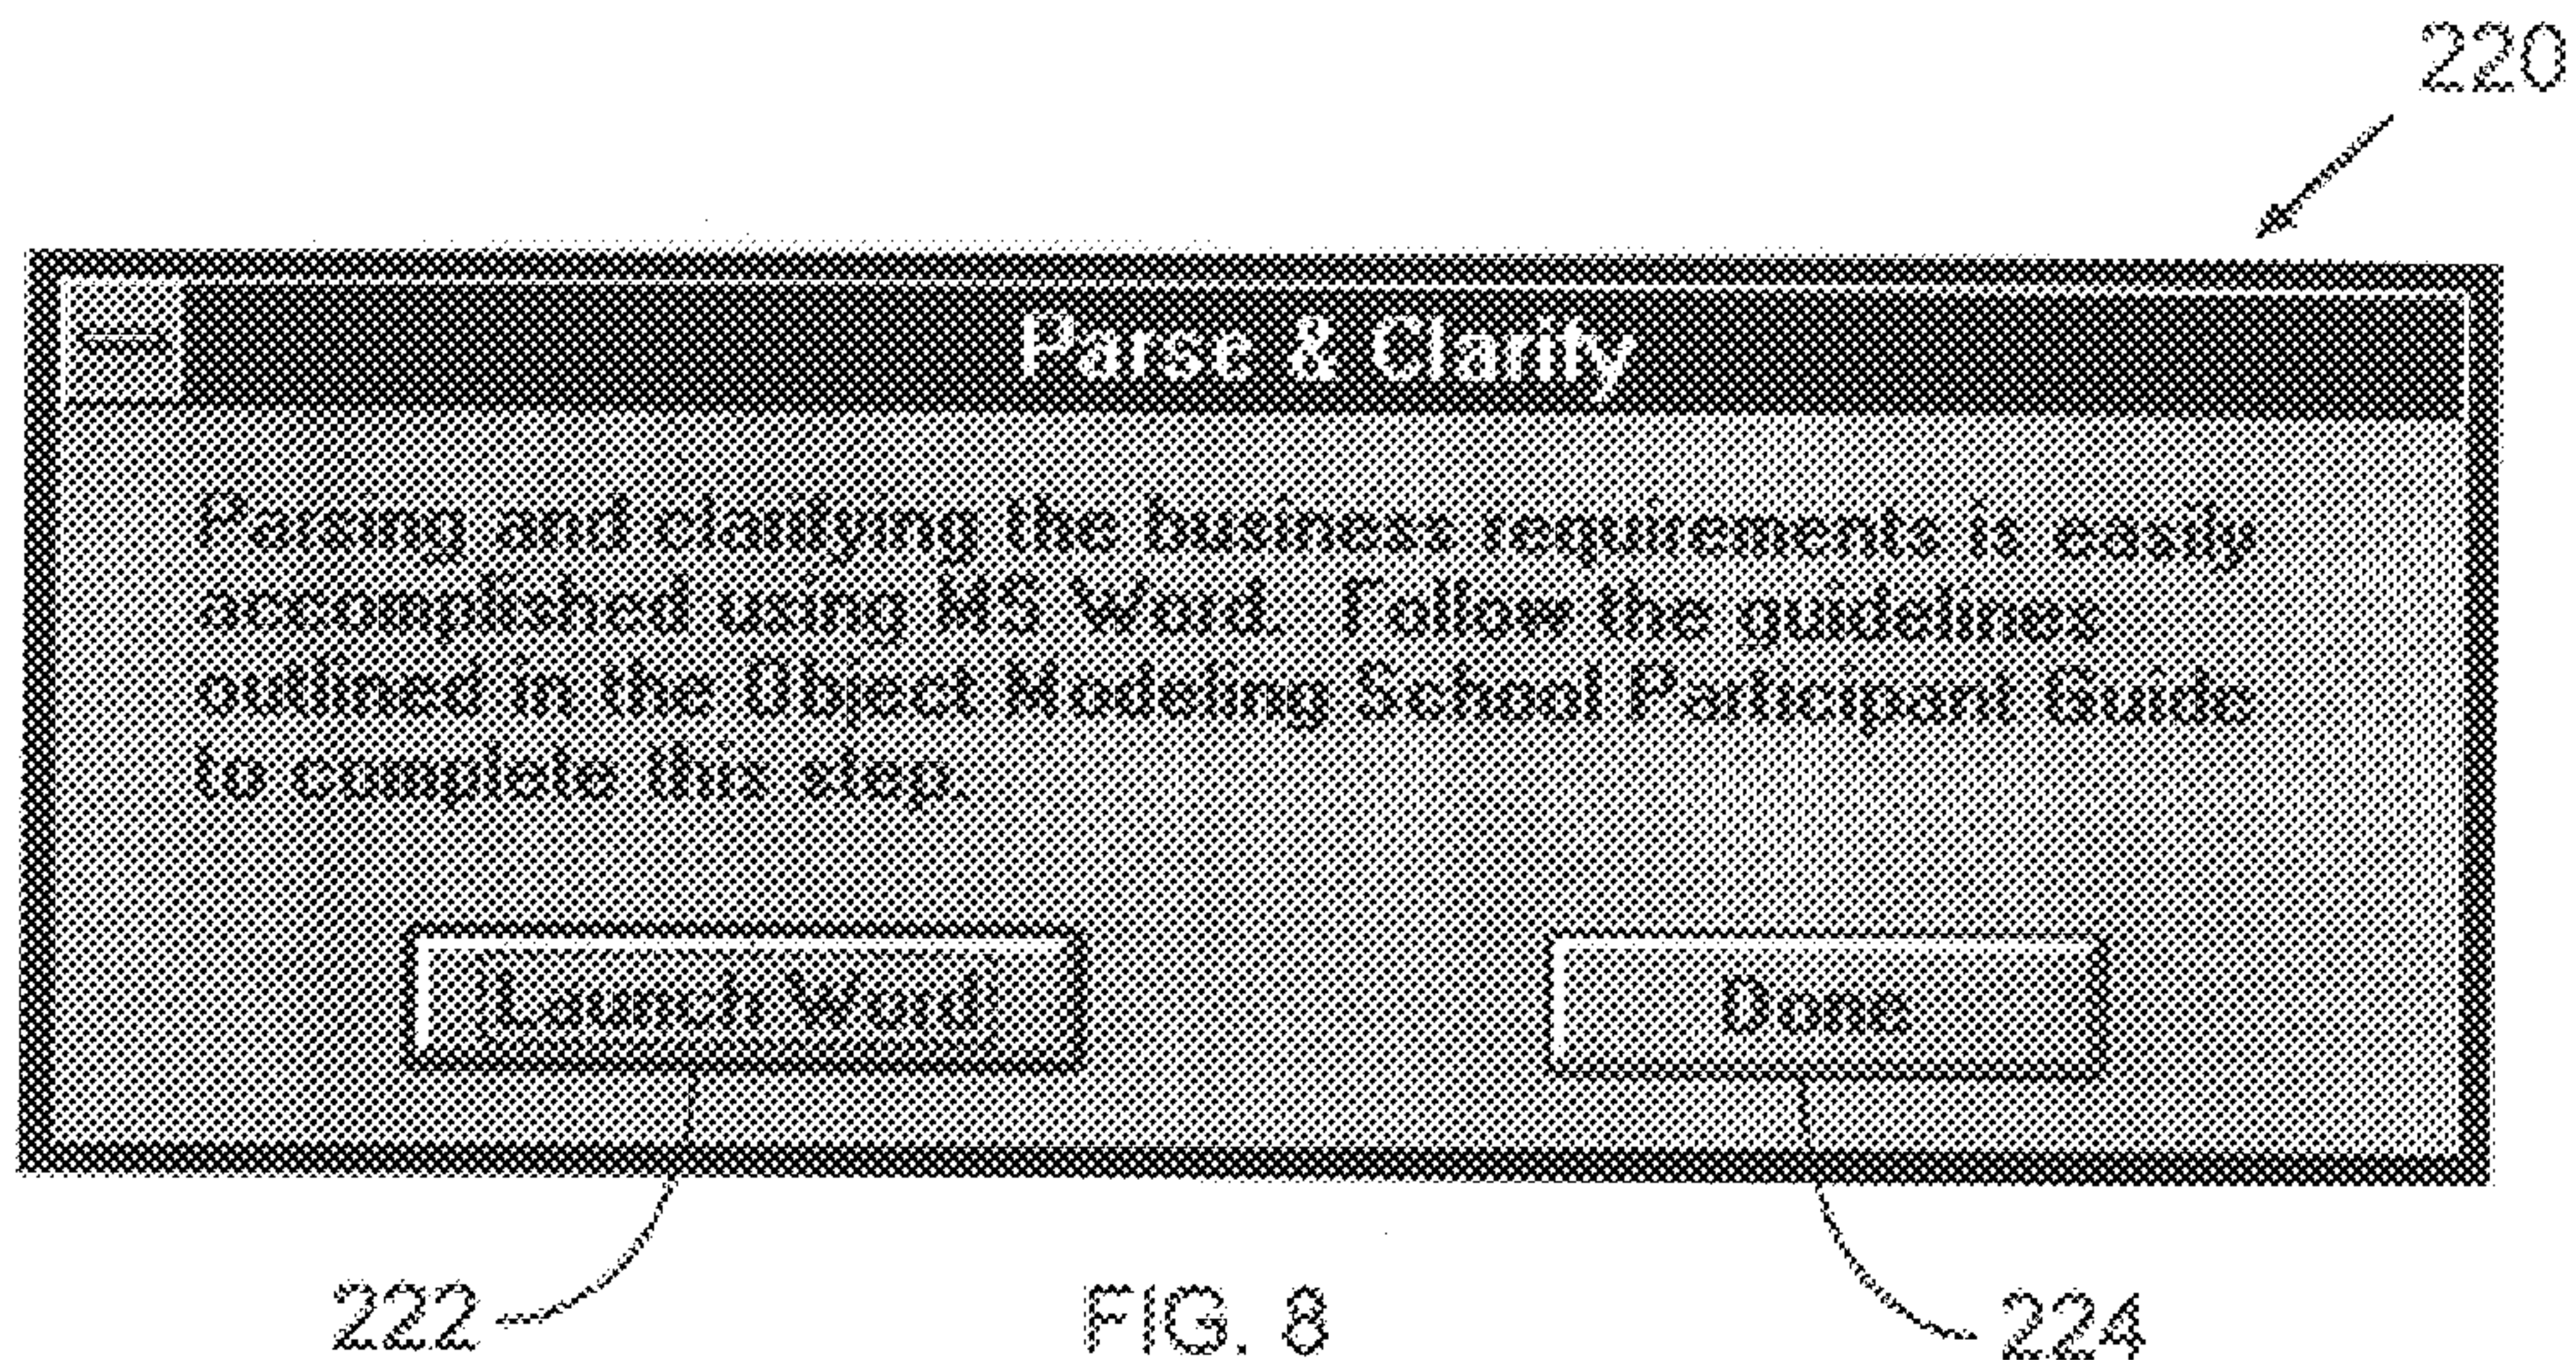 220
Parse & Clarify
Parsing and clarifying the business requirements is easily
accomplished using MS Word. Follow the guidelines
outlined in the Object Modeling School Participant Guide
to complete this step.
Launch Word
Done
222
FIG. 8
224